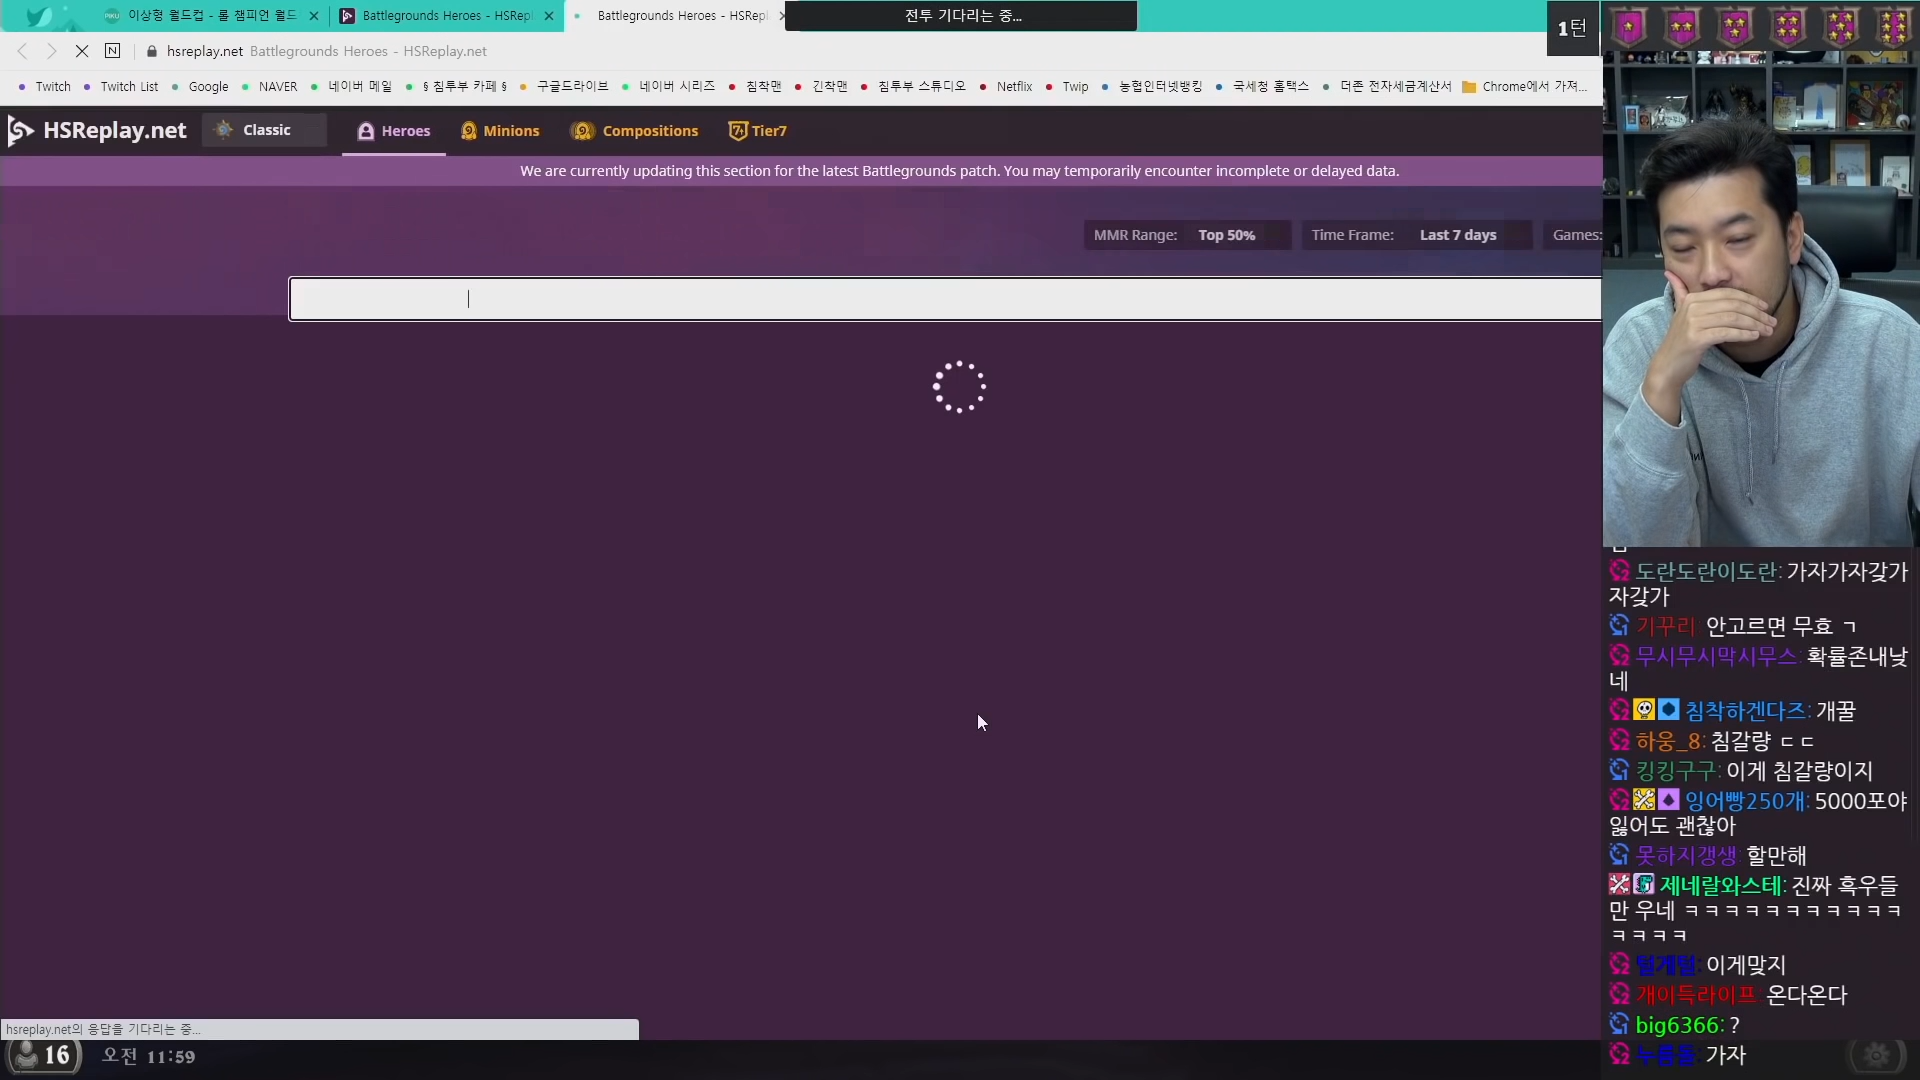 이상형 월드컵 - 롤 챔피언 월드
Battlegrounds Heroes - HSRepl
Battlegrounds Heroes - HSRepl
전투 기다리는 중...
1턴
hsreplay.net Battlegrounds Heroes - HSReplay.net
Twitch
Twitch List
Google
NAVER
네이버 메일
§ 침투부 카페 §
구글드라이브
네이버 시리즈
침착맨
긴착맨
침투부 스튜디오
Netflix
Twip
농협인터넷뱅킹
국세청 홈택스
더존 전자세금계산서
Chrome에서 가져...
HSReplay.net
Classic
Heroes
Minions
Compositions
Tier7
We are currently updating this section for the latest Battlegrounds patch. You may temporarily encounter incomplete or delayed data.
MMR Range: Top 50%
Time Frame: Last 7 days
Games:
도란도란이도란: 가자가자갖가
자갖가
기꾸리: 안고르면 무효 ㄱ
무시무시막시무스: 확률존내낮
네
침착하겐다즈: 개꿀
하웅_8: 침갈량 ㄷㄷ
킹킹구구: 이게 침갈량이지
잉어빵250개: 5000포야
잃어도 괜찮아
못하지갱생: 할만해
제네랄와스테: 진짜 흑우들
만 우네 ㅋㅋㅋㅋㅋㅋㅋㅋㅋㅋㅋ
ㅋㅋㅋㅋ
털게털: 이게맞지
개이득라이프: 온다온다
big6366: ?
가자
hsreplay.net의 응답을 기다리는 중...
16
오전 11:59